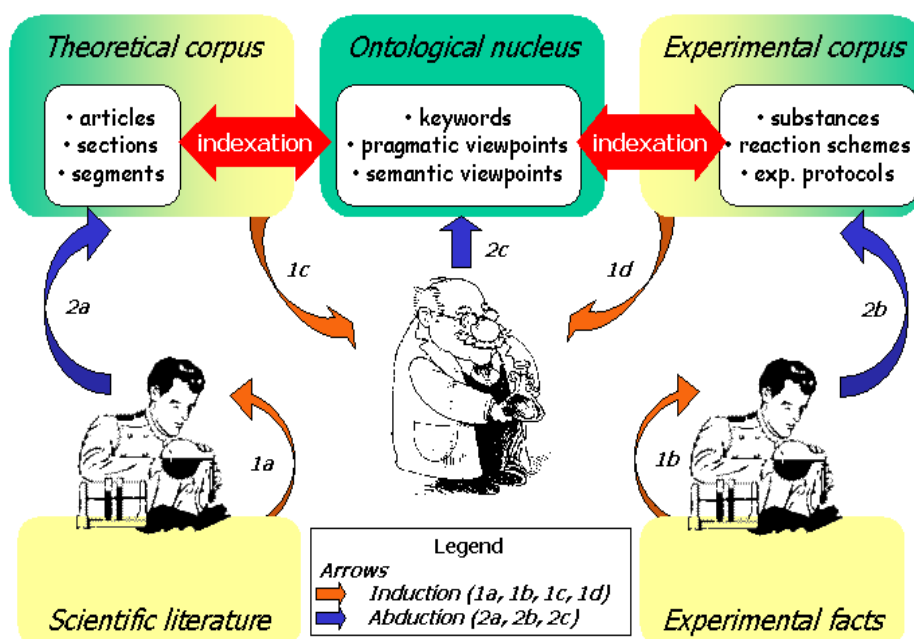 Theoretical corpus
• articles
• sections
• segments
indexation
Ontological nucleus
• keywords
• pragmatic viewpoints
• semantic viewpoints
indexation
Experimental corpus
• substances
• reaction schemes
• exp. protocols
2a
1c
2c
1d
2b
1a
1b
Scientific literature
Legend
Arrows
Induction (1a, 1b, 1c, 1d)
Abduction (2a, 2b, 2c)
Experimental facts